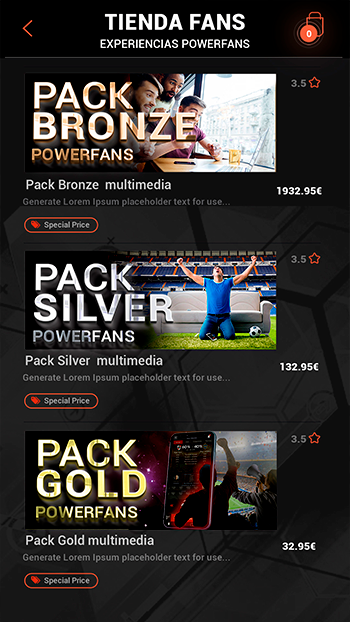 TIENDA FANS
EXPERIENCIAS POWERFANS
0
PACK
BRONZE
POWERFANS
3.5
Pack Bronze multimedia
1932.95€
Generate Lorem Ipsum placeholder text for use...
Special Price
PACK
SILVER
POWERFANS
3.5
Pack Silver multimedia
132.95€
Generate Lorem Ipsum placeholder text for use...
Special Price
PACK
GOLD
POWERFANS
3.5
Pack Gold multimedia
32.95€
Generate Lorem Ipsum placeholder text for use...
Special Price